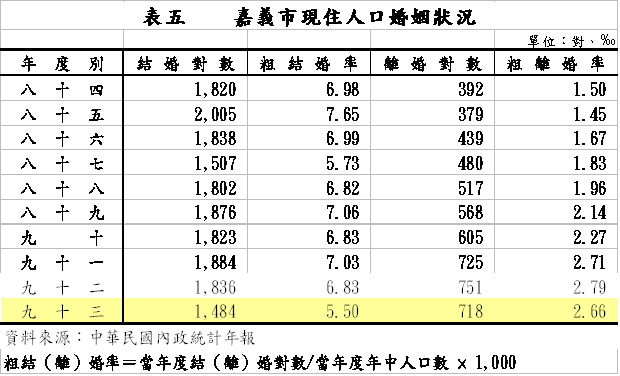 表五 嘉義市現住人口婚姻狀況
單位：對、‰
年度別 結婚對數 粗結婚率 離婚對數 粗離婚率
八十四 1,820 6.98 392 1.50
八十五 2,005 7.65 379 1.45
八十六 1,838 6.99 439 1.67
八十七 1,507 5.73 480 1.83
八十八 1,802 6.82 517 1.96
八十九 1,876 7.06 568 2.14
九十 1,823 6.83 605 2.27
九十一 1,884 7.03 725 2.71
九十二 1,836 6.83 751 2.79
九十三 1,484 5.50 718 2.66
資料來源：中華民國內政統計年報
粗結（離）婚率＝當年度結（離）婚對數/當年度年中人口數 x 1,000